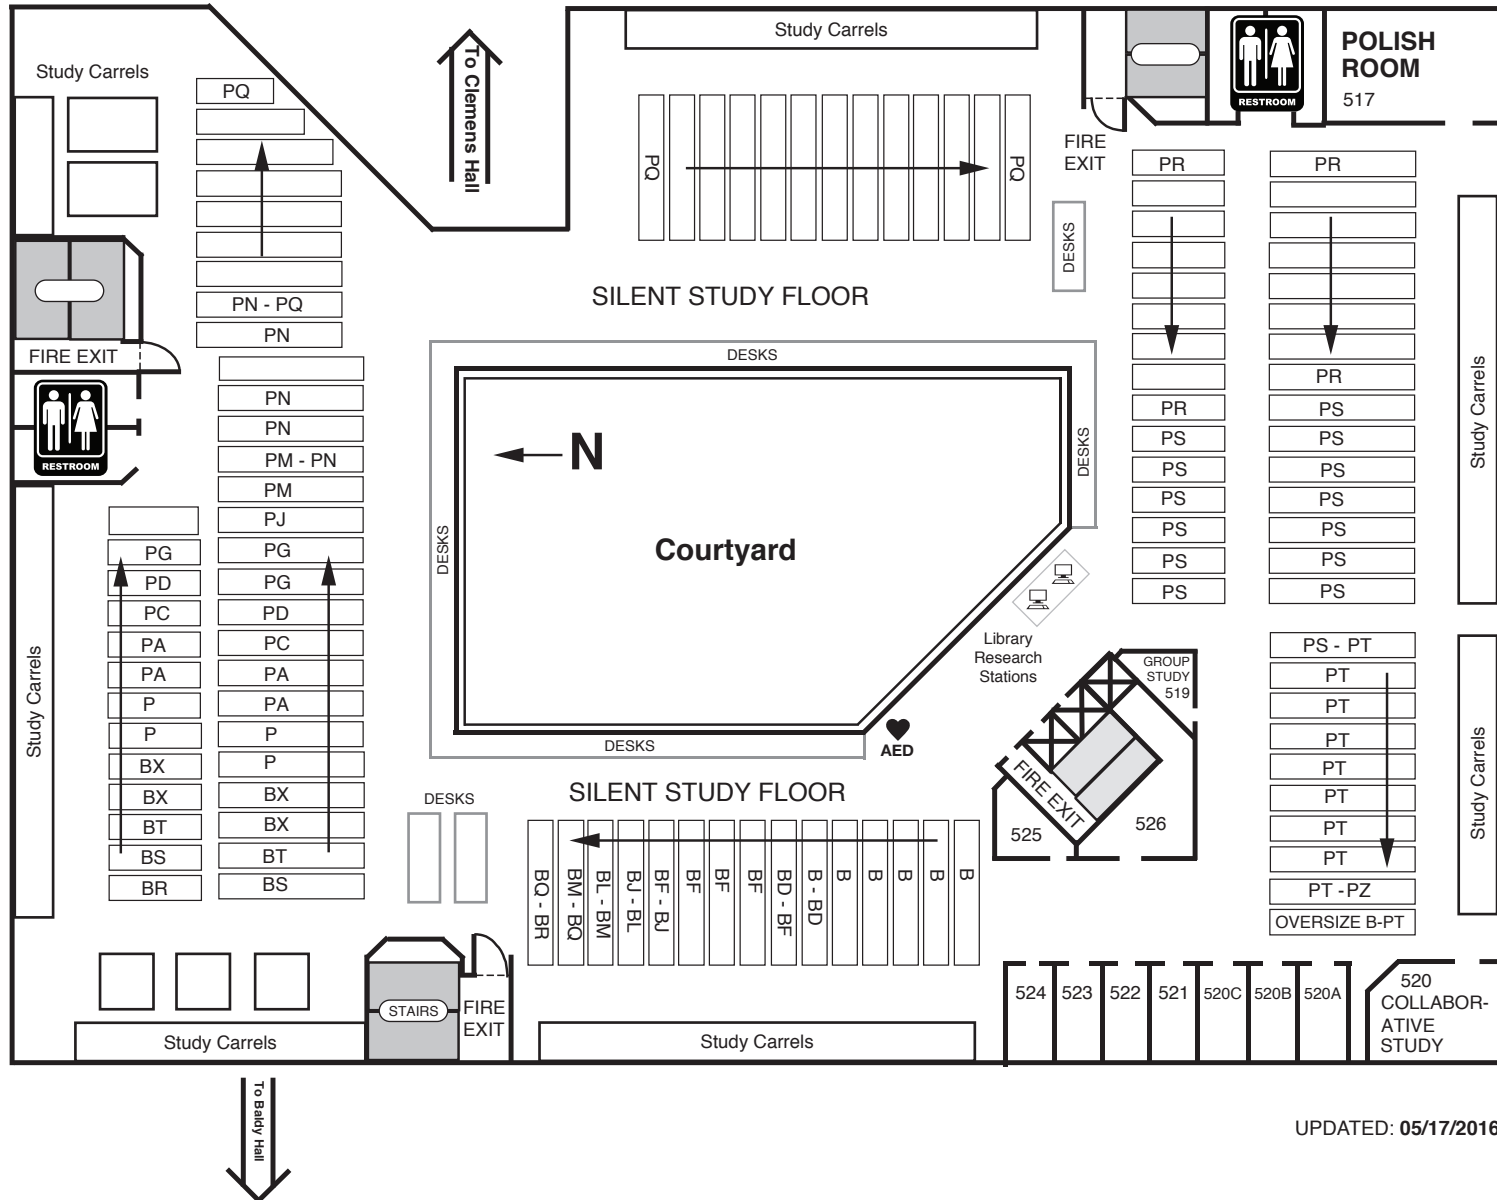 Study Carrels
PQ
PN - PQ
PN
FIRE EXIT
RESTROOM
To Clemens Hall
Study Carrels
PQ
PQ
FIRE
EXIT
DESKS
RESTROOM
POLISH
ROOM
517
SILENT STUDY FLOOR
PN
PN
PM - PN
PM
PJ
PG
PG
PD
PC
PA
PA
P
P
BX
BX
BT
BS
PG
PD
PC
PA
PA
P
P
BX
BX
BT
BS
BR
Study Carrels
DESKS
DESKS
DESKS
DESKS
N
Courtyard
PR
PR
PS
PS
PS
PS
PS
PS
PR
PR
PS
PS
PS
PS
PS
PS
PS
Study Carrels
Library
Research
Stations
AED
GROUP
STUDY
519
FIRE EXIT
525
526
PS - PT
PT
PT
PT
PT
PT
PT
PT
PT -PZ
OVERSIZE B-PT
Study Carrels
DESKS
SILENT STUDY FLOOR
BQ - BR
BM - BQ
BL - BM
BJ - BL
BF - BJ
BF
BF
BF
BD - BF
B - BD
B
B
B
B
B
STAIRS
FIRE
EXIT
Study Carrels
Study Carrels
524
523
522
521
520C
520B
520A
520
COLLABOR-
ATIVE
STUDY
To Baldy Hall
UPDATED: 05/17/2016